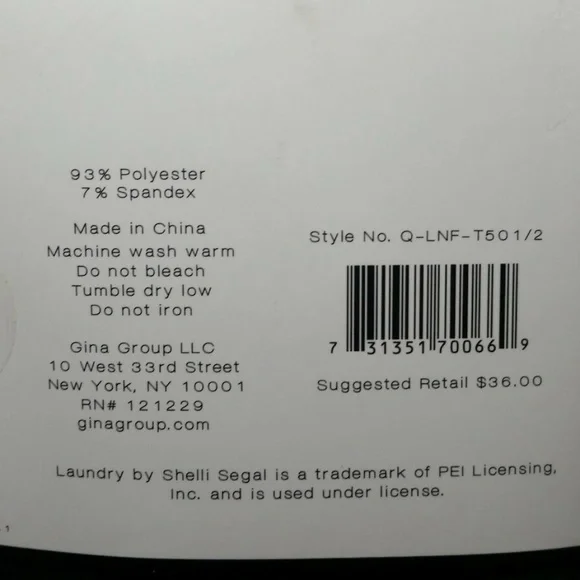 93% Polyester
7% Spandex
Made in China
Machine wash warm
Do not bleach
Tumble dry low
Do not iron
Gina Group LLC
10 West 33rd Street
New York, NY 10001
RN# 121229
ginagroup.com
Style No. Q-LNF-T501/2
7 31351 70066 9
Suggested Retail $36.00
Laundry by Shelli Segal is a trademark of PEI Licensing,
Inc. and is used under license.